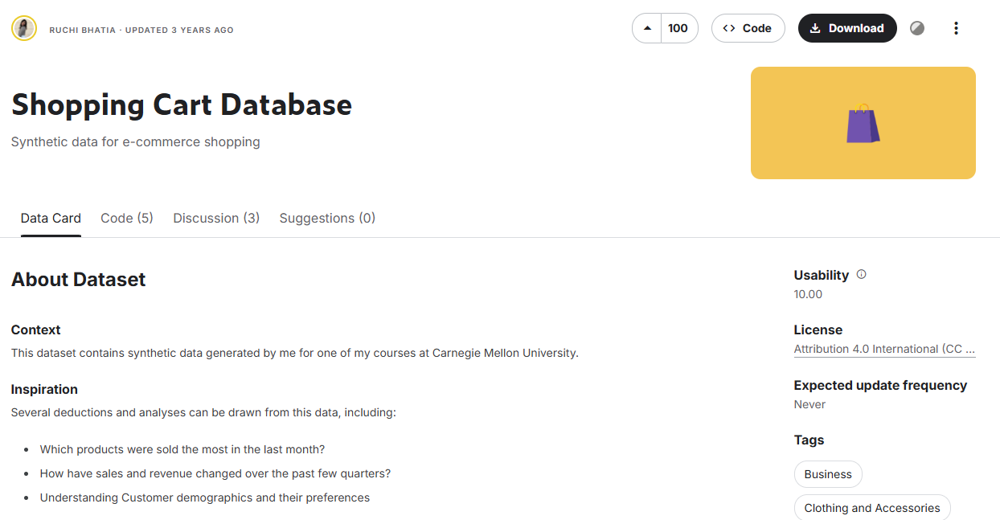 RUCHI BHATIA · UPDATED 3 YEARS AGO
100
<> Code
Download
Shopping Cart Database
Synthetic data for e-commerce shopping
Data Card
Code (5)
Discussion (3)
Suggestions (0)
About Dataset
Context
This dataset contains synthetic data generated by me for one of my courses at Carnegie Mellon University.
Inspiration
Several deductions and analyses can be drawn from this data, including:
• Which products were sold the most in the last month?
• How have sales and revenue changed over the past few quarters?
• Understanding Customer demographics and their preferences
Usability
10.00
License
Attribution 4.0 International (CC ...
Expected update frequency
Never
Tags
Business
Clothing and Accessories